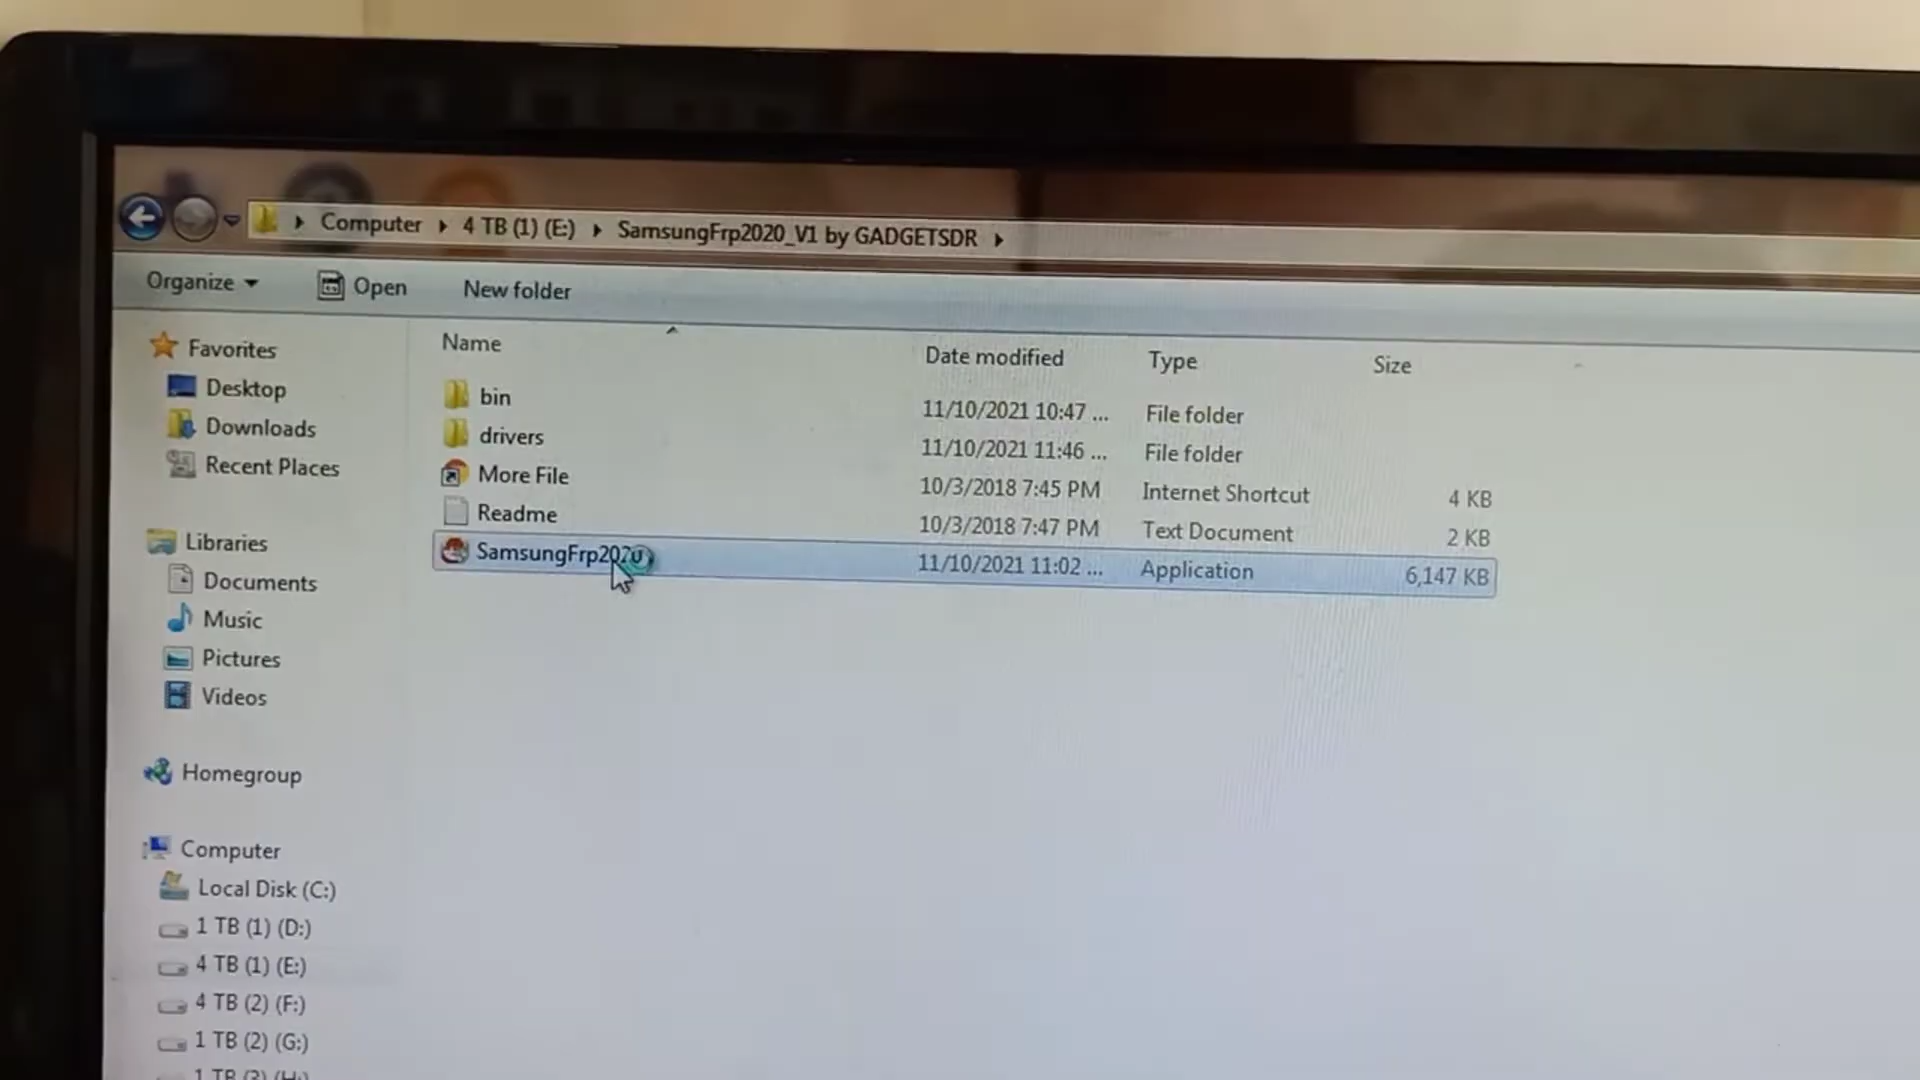 Computer 4 TB (1) (E:) SamsungFrp2020_V1 by GADGETSDR
Organize Open New folder
Name Date modified Type Size
Favorites
Desktop
Downloads
Recent Places
Libraries
Documents
Music
Pictures
Videos
Homegroup
Computer
Local Disk (C:)
1 TB (1) (D:)
4 TB (1) (E:)
4 TB (2) (F:)
1 TB (2) (G:)
1 TB (3) (H:)
bin 11/10/2021 10:47 ... File folder
drivers 11/10/2021 11:46 ... File folder
More File 10/3/2018 7:45 PM Internet Shortcut 4 KB
Readme 10/3/2018 7:47 PM Text Document 2 KB
SamsungFrp2020 11/10/2021 11:02 ... Application 6,147 KB